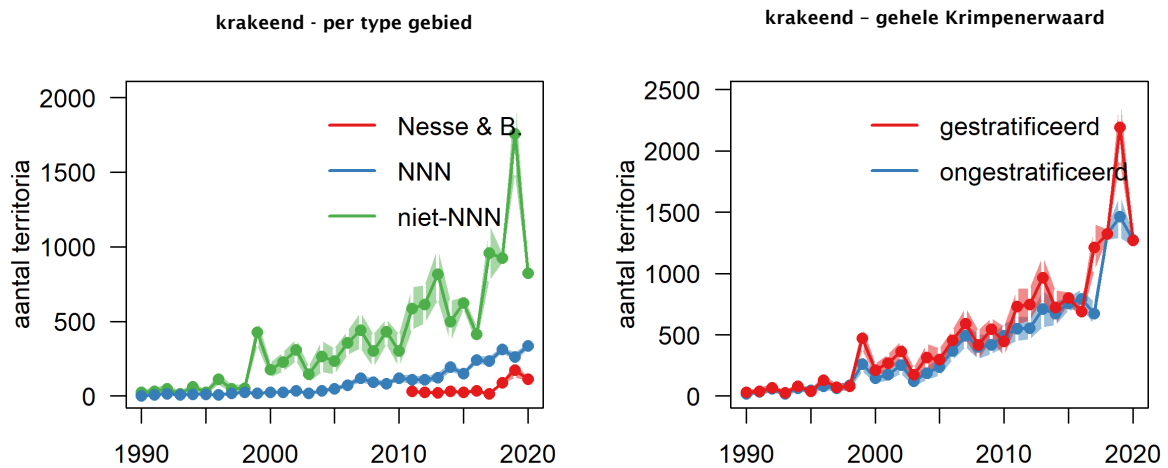 krakeend - per type gebied
krakeend – gehele Krimpenerwaard
aantal territoria
2000
1500
1000
500
0
Nesse & B.
NNN
niet-NNN
1990
2000
2010
2020
aantal territoria
2500
2000
1500
1000
500
0
gestratificeerd
ongestratificeerd
1990
2000
2010
2020